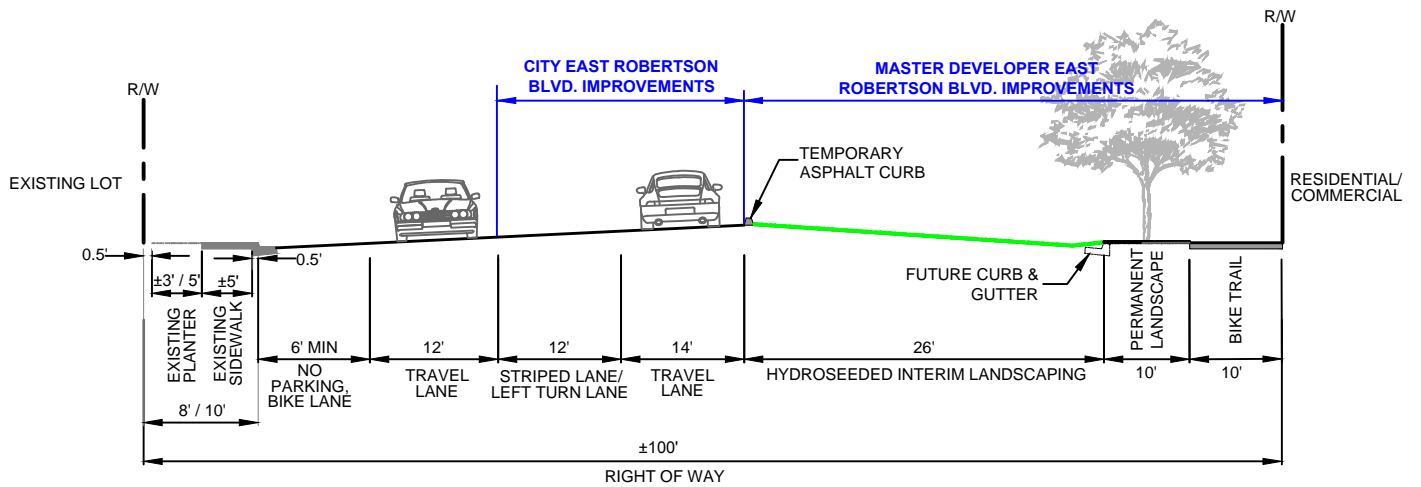 R/W
CITY EAST ROBERTSON
BLVD. IMPROVEMENTS
MASTER DEVELOPER EAST
ROBERTSON BLVD. IMPROVEMENTS
R/W
EXISTING LOT
TEMPORARY
ASPHALT CURB
RESIDENTIAL/
COMMERCIAL
0.5'
0.5'
±3' / 5'
±5'
FUTURE CURB &
GUTTER
EXISTING
PLANTER
EXISTING
SIDEWALK
PERMANENT
LANDSCAPE
BIKE TRAIL
6' MIN
NO
PARKING,
BIKE LANE
12'
TRAVEL
LANE
12'
STRIPED LANE/
LEFT TURN LANE
14'
TRAVEL
LANE
26'
HYDROSEEDED INTERIM LANDSCAPING
10'
10'
8' / 10'
±100'
RIGHT OF WAY